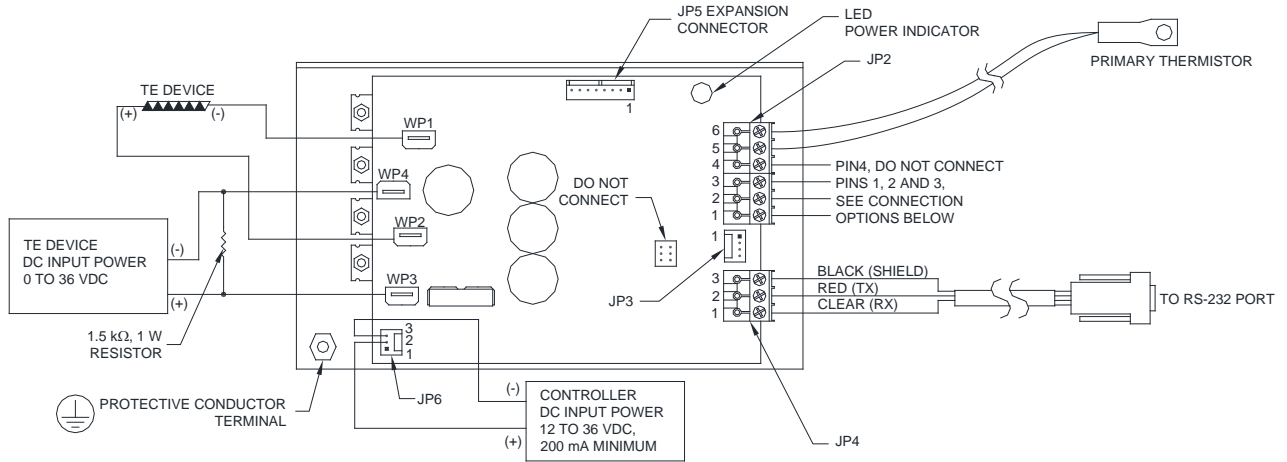 JP5 EXPANSION
CONNECTOR
LED
POWER INDICATOR
JP2
PRIMARY THERMISTOR
TE DEVICE
(+)
(-)
1
WP1
6
5
4
3
2
1
PIN4, DO NOT CONNECT
PINS 1, 2 AND 3,
SEE CONNECTION
OPTIONS BELOW
WP4
DO NOT
CONNECT
WP2
TE DEVICE
DC INPUT POWER
0 TO 36 VDC
(-)
(+)
1
JP3
WP3
3
2
1
BLACK (SHIELD)
RED (TX)
CLEAR (RX)
TO RS-232 PORT
1.5 kΩ, 1 W
RESISTOR
3
2
1
JP6
PROTECTIVE CONDUCTOR
TERMINAL
(-)
(+)
CONTROLLER
DC INPUT POWER
12 TO 36 VDC,
200 mA MINIMUM
JP4